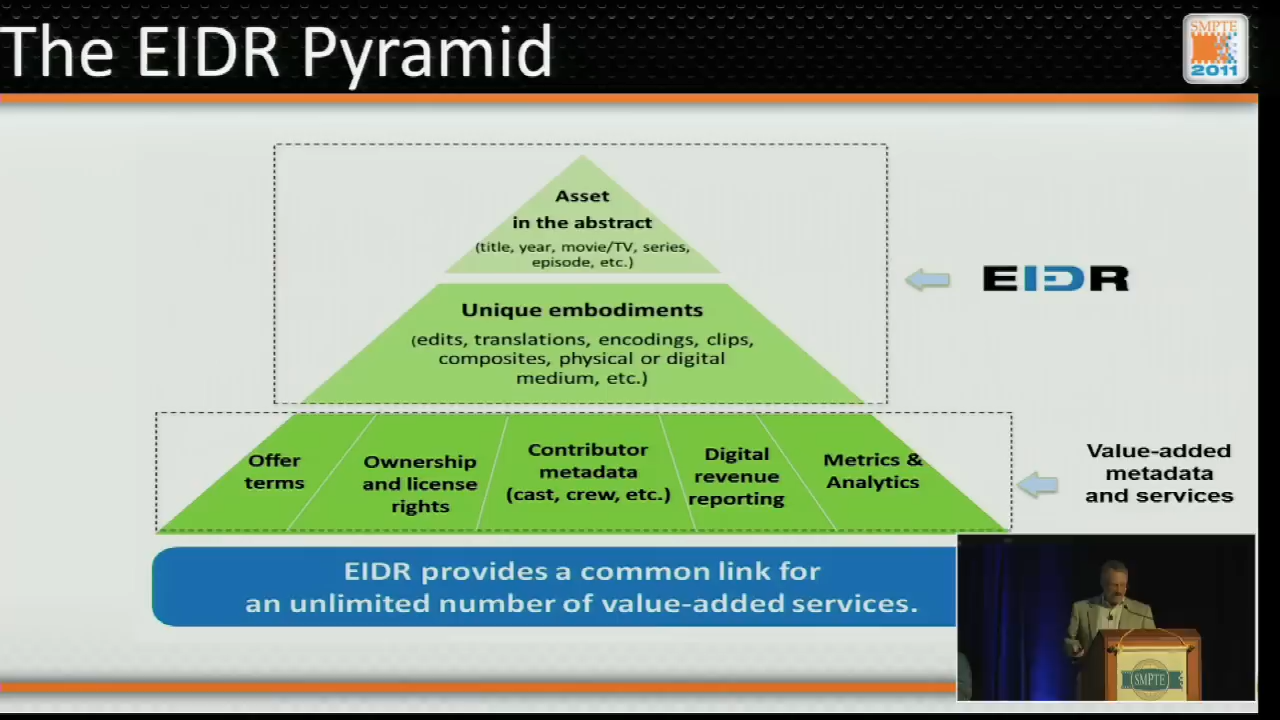 The EIDR Pyramid
SMPTE
2011
Asset
in the abstract
(title, year, movie/TV, series,
episode, etc.)
EIDR
Unique embodiments
(edits, translations, encodings, clips,
composites, physical or digital
medium, etc.)
Offer
terms
Ownership
and license
rights
Contributor
metadata
(cast, crew, etc.)
Digital
revenue
reporting
Metrics &
Analytics
Value-added
metadata
and services
EIDR provides a common link for
an unlimited number of value-added services.
SMPTE